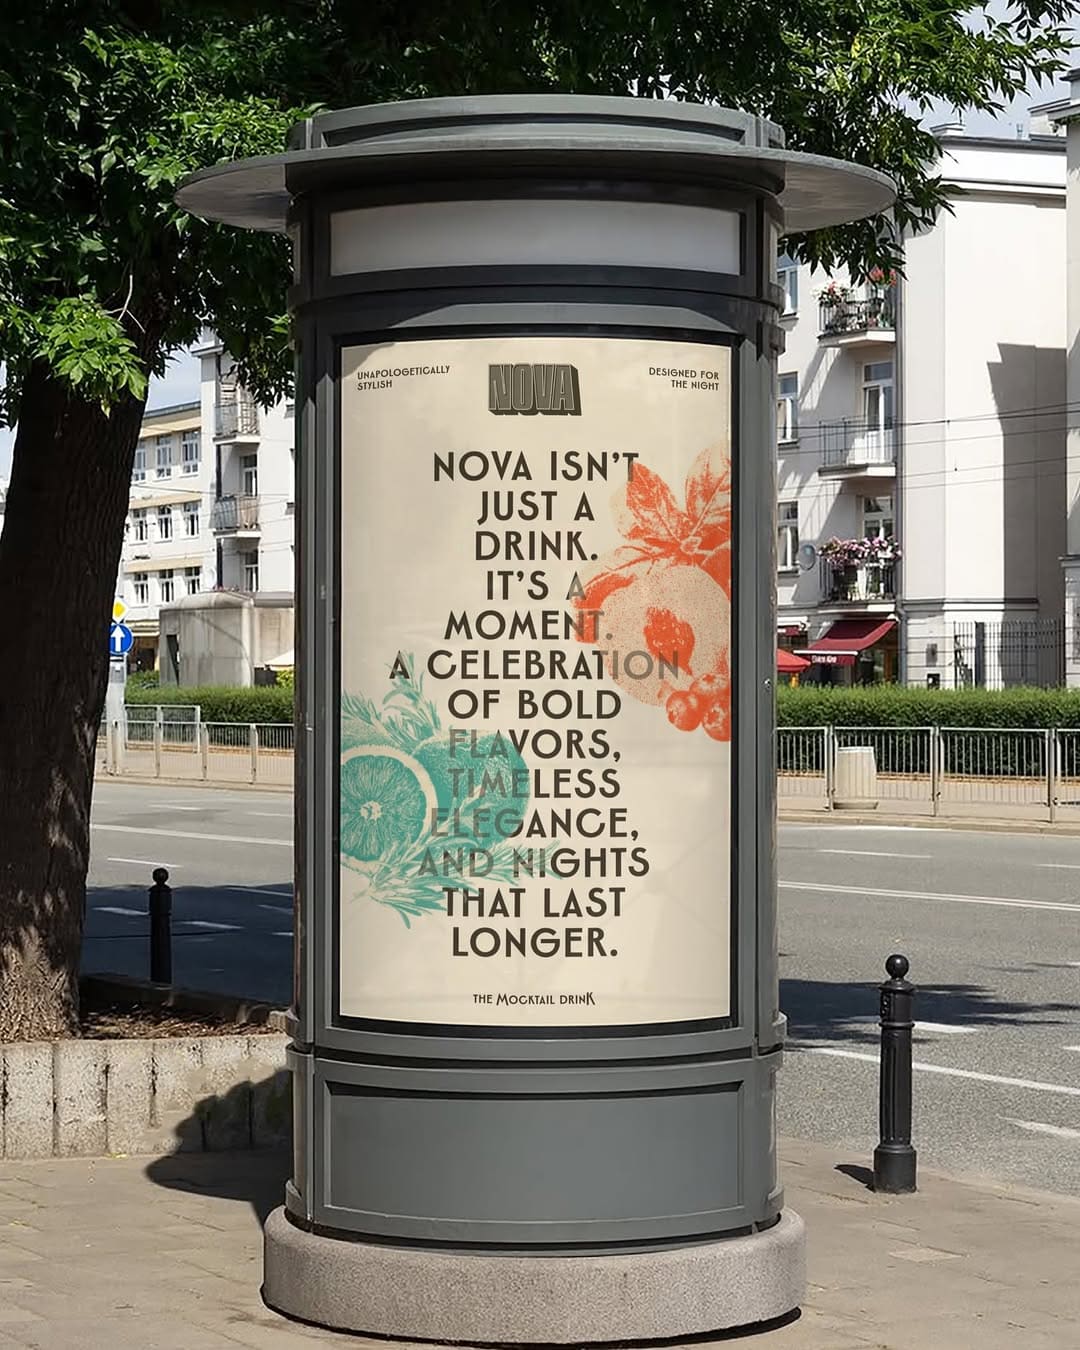 UNAPOLOGETICALLY
STYLISH
NOVA
DESIGNED FOR
THE NIGHT
NOVA ISN'T
JUST A
DRINK.
IT'S A
MOMENT.
A CELEBRATION
OF BOLD
FLAVORS,
TIMELESS
ELEGANCE,
AND NIGHTS
THAT LAST
LONGER.
THE MOCKTAIL DRINK